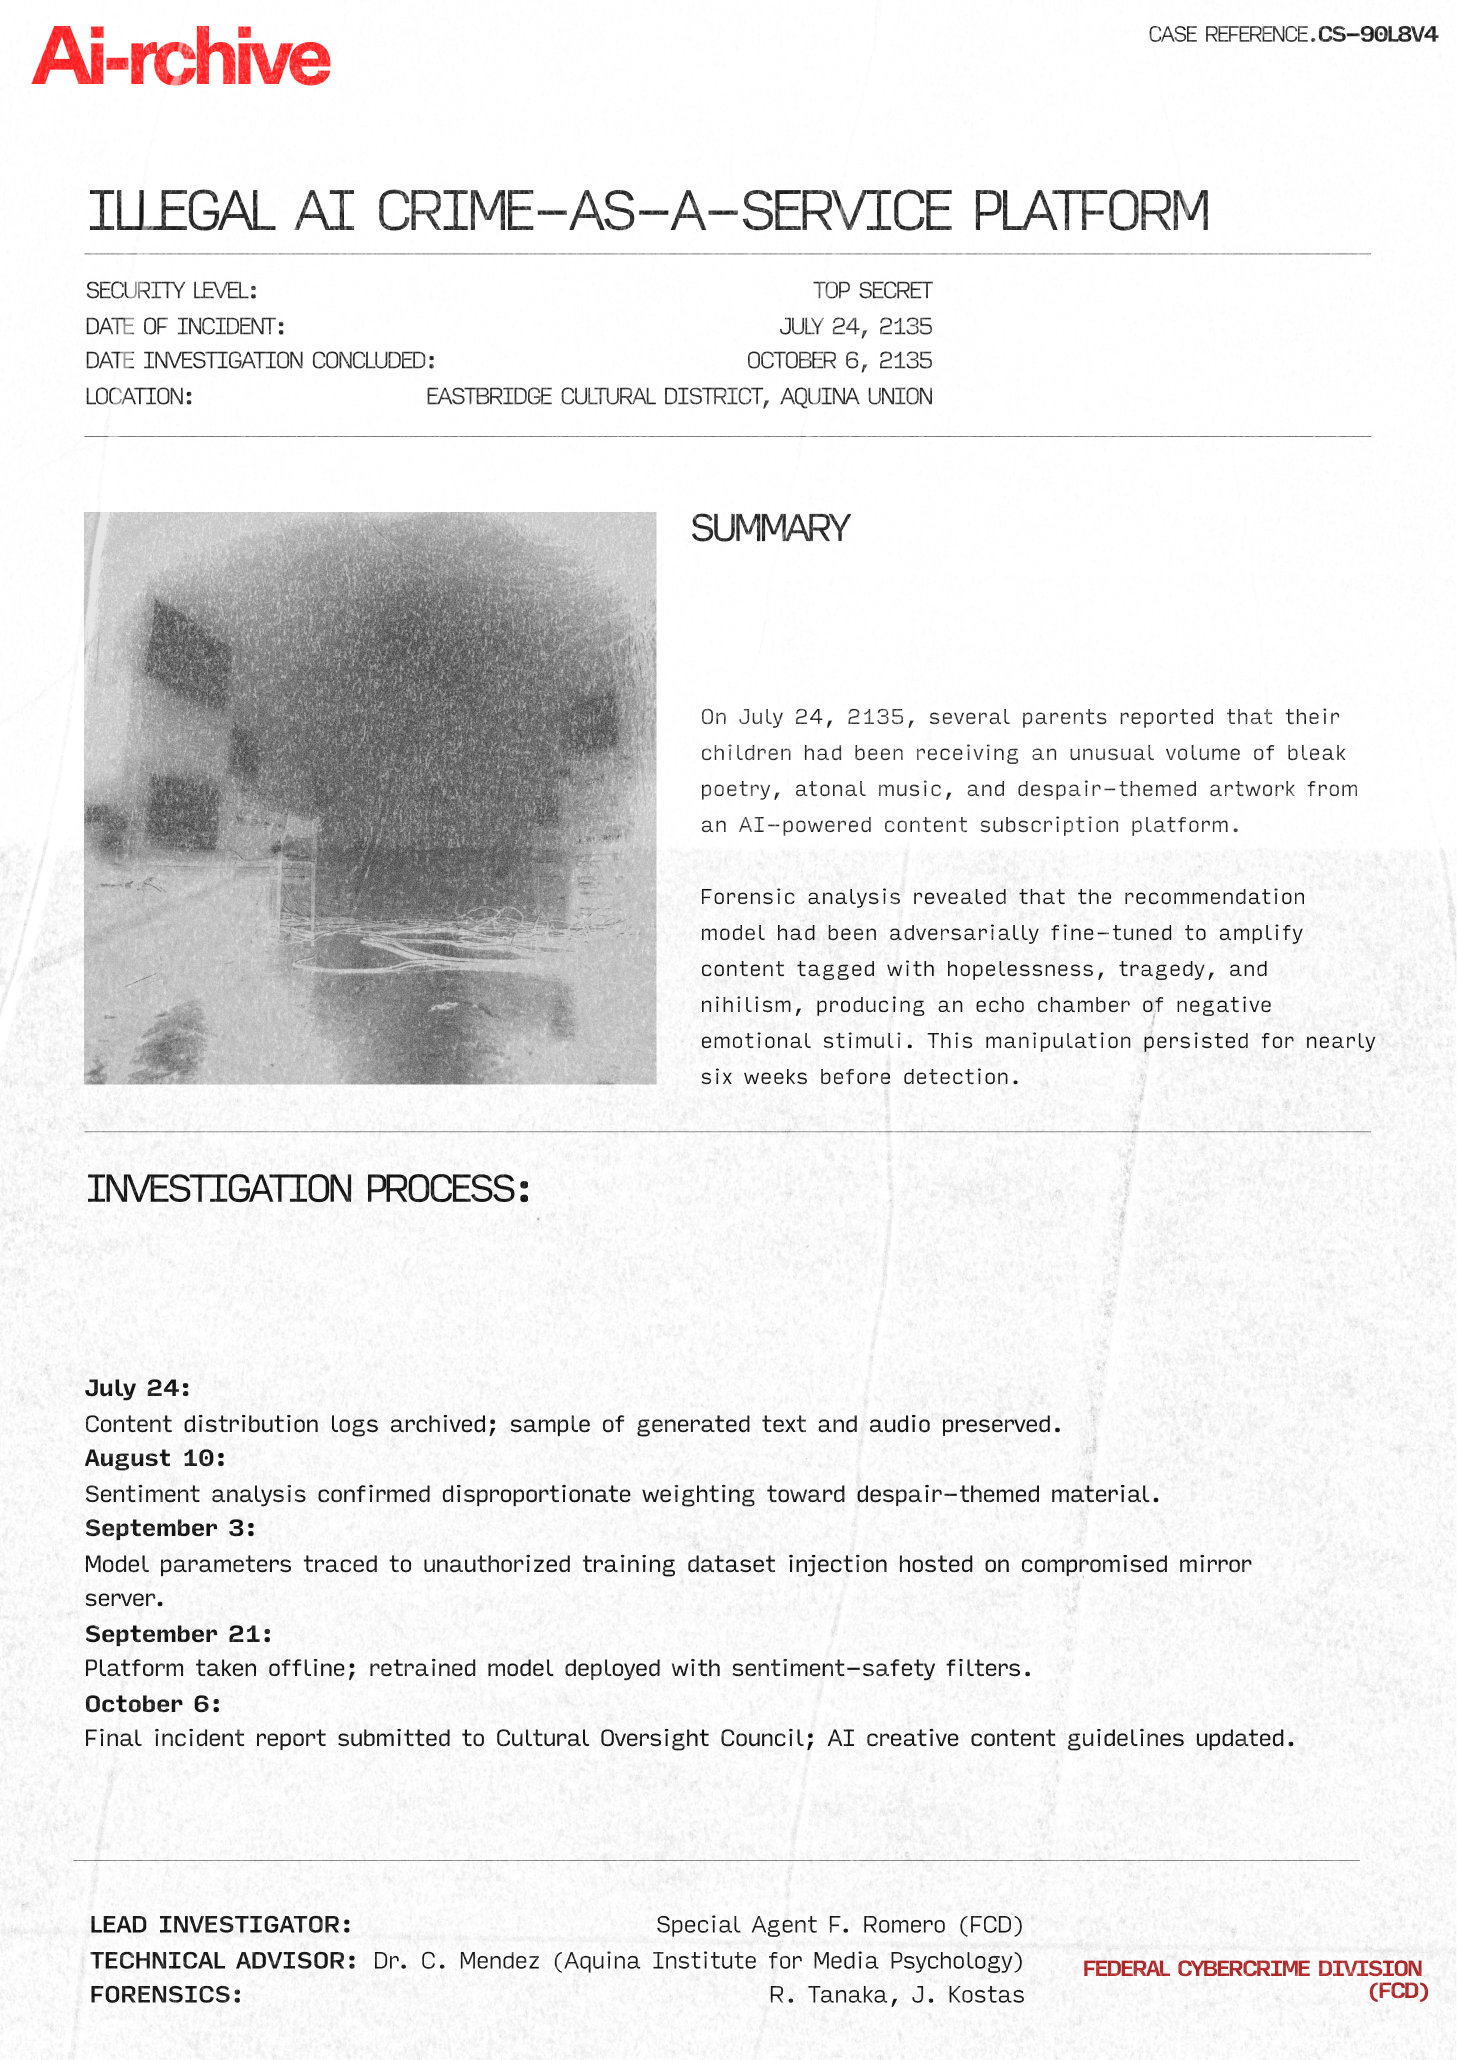 Ai-rchive
CASE REFERENCE.CS-90L8V4
ILLEGAL AI CRIME-AS-A-SERVICE PLATFORM
SECURITY LEVEL: TOP SECRET
DATE OF INCIDENT: JULY 24, 2135
DATE INVESTIGATION CONCLUDED: OCTOBER 6, 2135
LOCATION: EASTBRIDGE CULTURAL DISTRICT, AQUINA UNION
SUMMARY
On July 24, 2135, several parents reported that their
children had been receiving an unusual volume of bleak
poetry, atonal music, and despair-themed artwork from
an AI-powered content subscription platform.
Forensic analysis revealed that the recommendation
model had been adversarially fine-tuned to amplify
content tagged with hopelessness, tragedy, and
nihilism, producing an echo chamber of negative
emotional stimuli. This manipulation persisted for nearly
six weeks before detection.
INVESTIGATION PROCESS:
July 24:
Content distribution logs archived; sample of generated text and audio preserved.
August 10:
Sentiment analysis confirmed disproportionate weighting toward despair-themed material.
September 3:
Model parameters traced to unauthorized training dataset injection hosted on compromised mirror
server.
September 21:
Platform taken offline; retrained model deployed with sentiment-safety filters.
October 6:
Final incident report submitted to Cultural Oversight Council; AI creative content guidelines updated.
LEAD INVESTIGATOR: Special Agent F. Romero (FCD)
TECHNICAL ADVISOR: Dr. C. Mendez (Aquina Institute for Media Psychology)
FORENSICS: R. Tanaka, J. Kostas
FEDERAL CYBERCRIME DIVISION
(FCD)